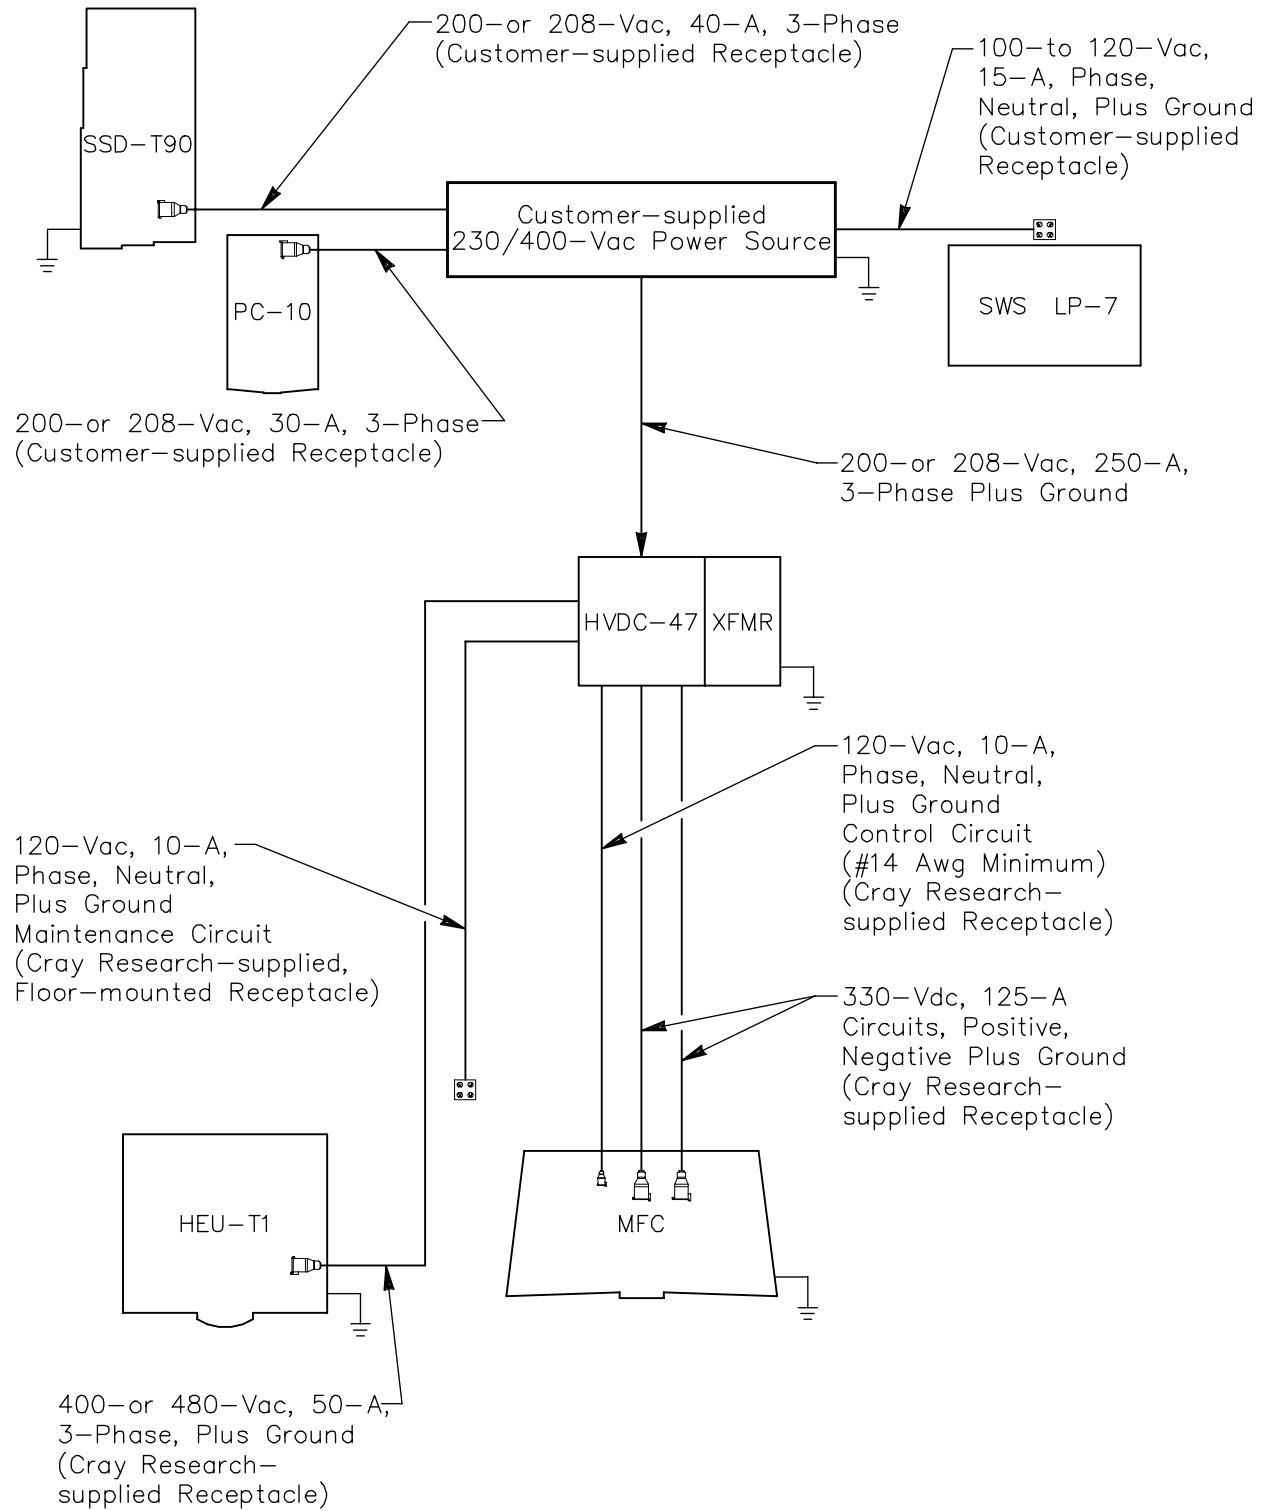 200-or 208-Vac, 40-A, 3-Phase
(Customer-supplied Receptacle)
100-to 120-Vac,
15-A, Phase,
Neutral, Plus Ground
(Customer-supplied
Receptacle)
SSD-T90
Customer-supplied
230/400-Vac Power Source
PC-10
SWS LP-7
200-or 208-Vac, 30-A, 3-Phase
(Customer-supplied Receptacle)
200-or 208-Vac, 250-A,
3-Phase Plus Ground
HVDC-47
XFMR
120-Vac, 10-A,
Phase, Neutral,
Plus Ground
Control Circuit
(#14 Awg Minimum)
(Cray Research-
supplied Receptacle)
120-Vac, 10-A,
Phase, Neutral,
Plus Ground
Maintenance Circuit
(Cray Research-supplied,
Floor-mounted Receptacle)
330-Vdc, 125-A
Circuits, Positive,
Negative Plus Ground
(Cray Research-
supplied Receptacle)
HEU-T1
MFC
400-or 480-Vac, 50-A,
3-Phase, Plus Ground
(Cray Research-
supplied Receptacle)